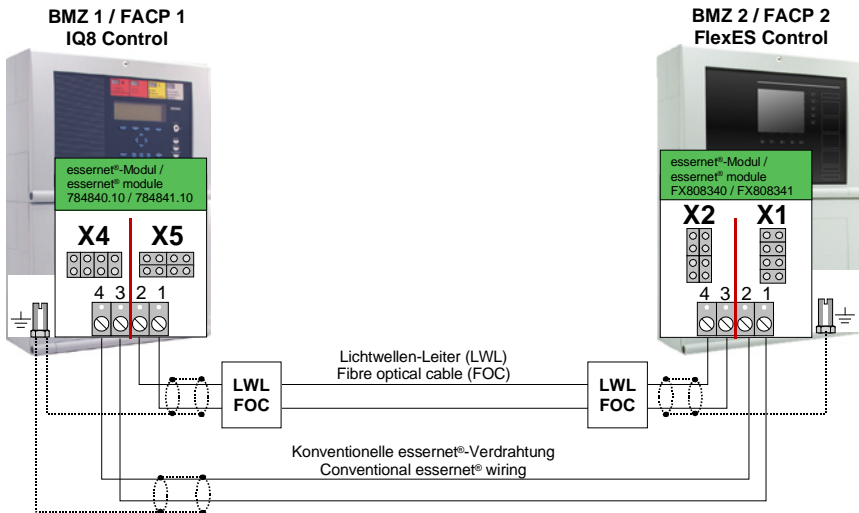 BMZ 1 / FACP 1
IQ8 Control
BMZ 2 / FACP 2
FlexES Control
essernet®-Modul /
essernet® module
784840.10 / 784841.10
X4 X5
4 3 2 1
essernet®-Modul /
essernet® module
FX808340 / FX808341
X2 X1
4 3 2 1
Lichtwellen-Leiter (LWL)
Fibre optical cable (FOC)
LWL
FOC
LWL
FOC
Konventionelle essernet®-Verdrahtung
Conventional essernet® wiring